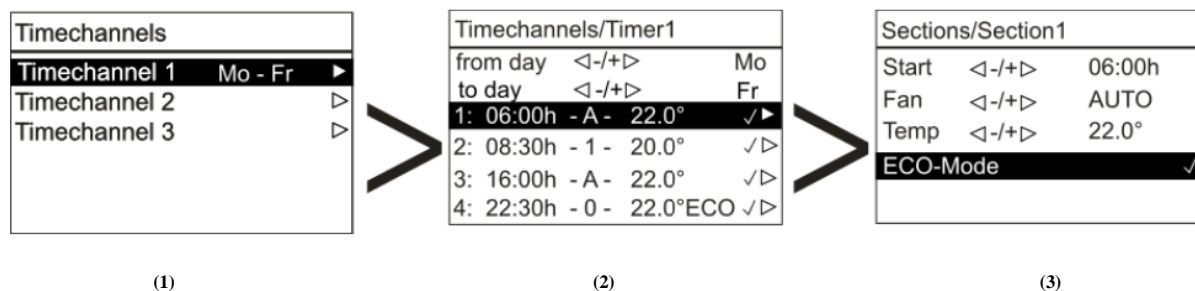 Timechannels
Timechannel 1 Mo - Fr ▶
Timechannel 2 ▷
Timechannel 3 ▷
>
Timechannels/Timer1
from day ◁-/+▷ Mo
to day ◁-/+▷ Fr
1: 06:00h - A - 22.0° ✓▶
2: 08:30h - 1 - 20.0° ✓▷
3: 16:00h - A - 22.0° ✓▷
4: 22:30h - 0 - 22.0°ECO ✓▷
>
Sections/Section1
Start ◁-/+▷ 06:00h
Fan ◁-/+▷ AUTO
Temp ◁-/+▷ 22.0°
ECO-Mode ✓
(1) (2) (3)